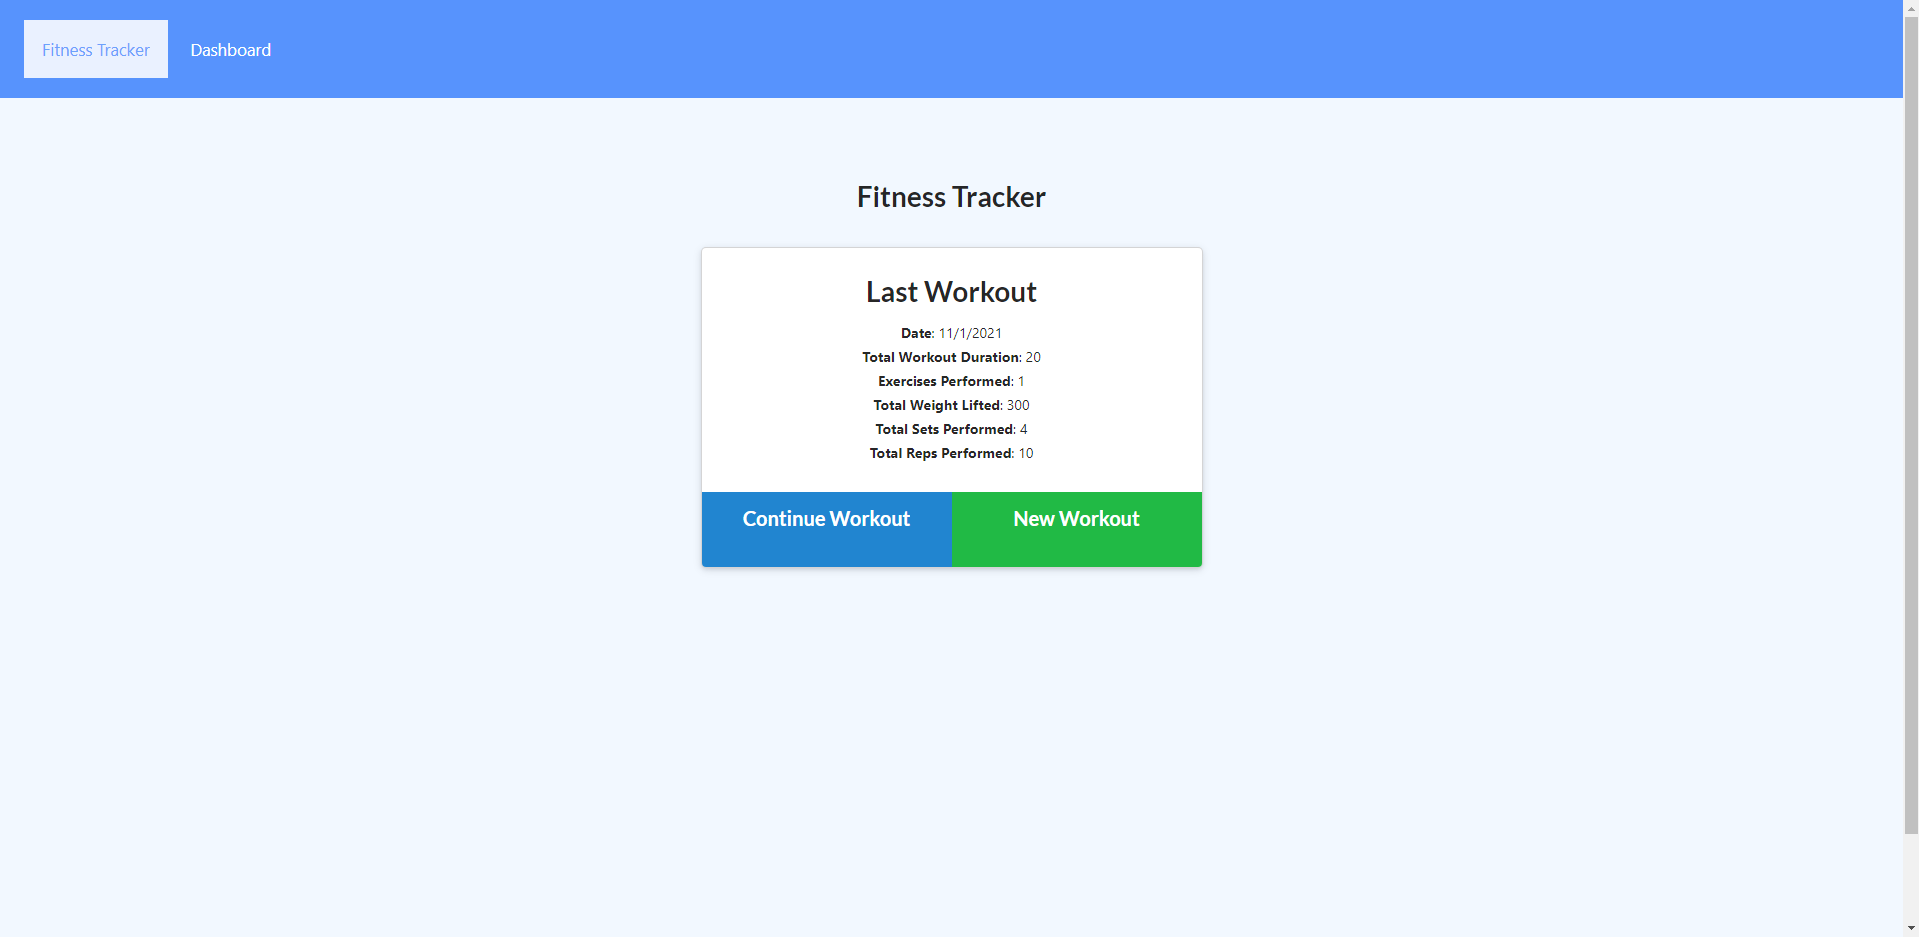 Fitness Tracker Dashboard
Fitness Tracker
Last Workout
Date: 11/1/2021
Total Workout Duration: 20
Exercises Performed: 1
Total Weight Lifted: 300
Total Sets Performed: 4
Total Reps Performed: 10
Continue Workout New Workout